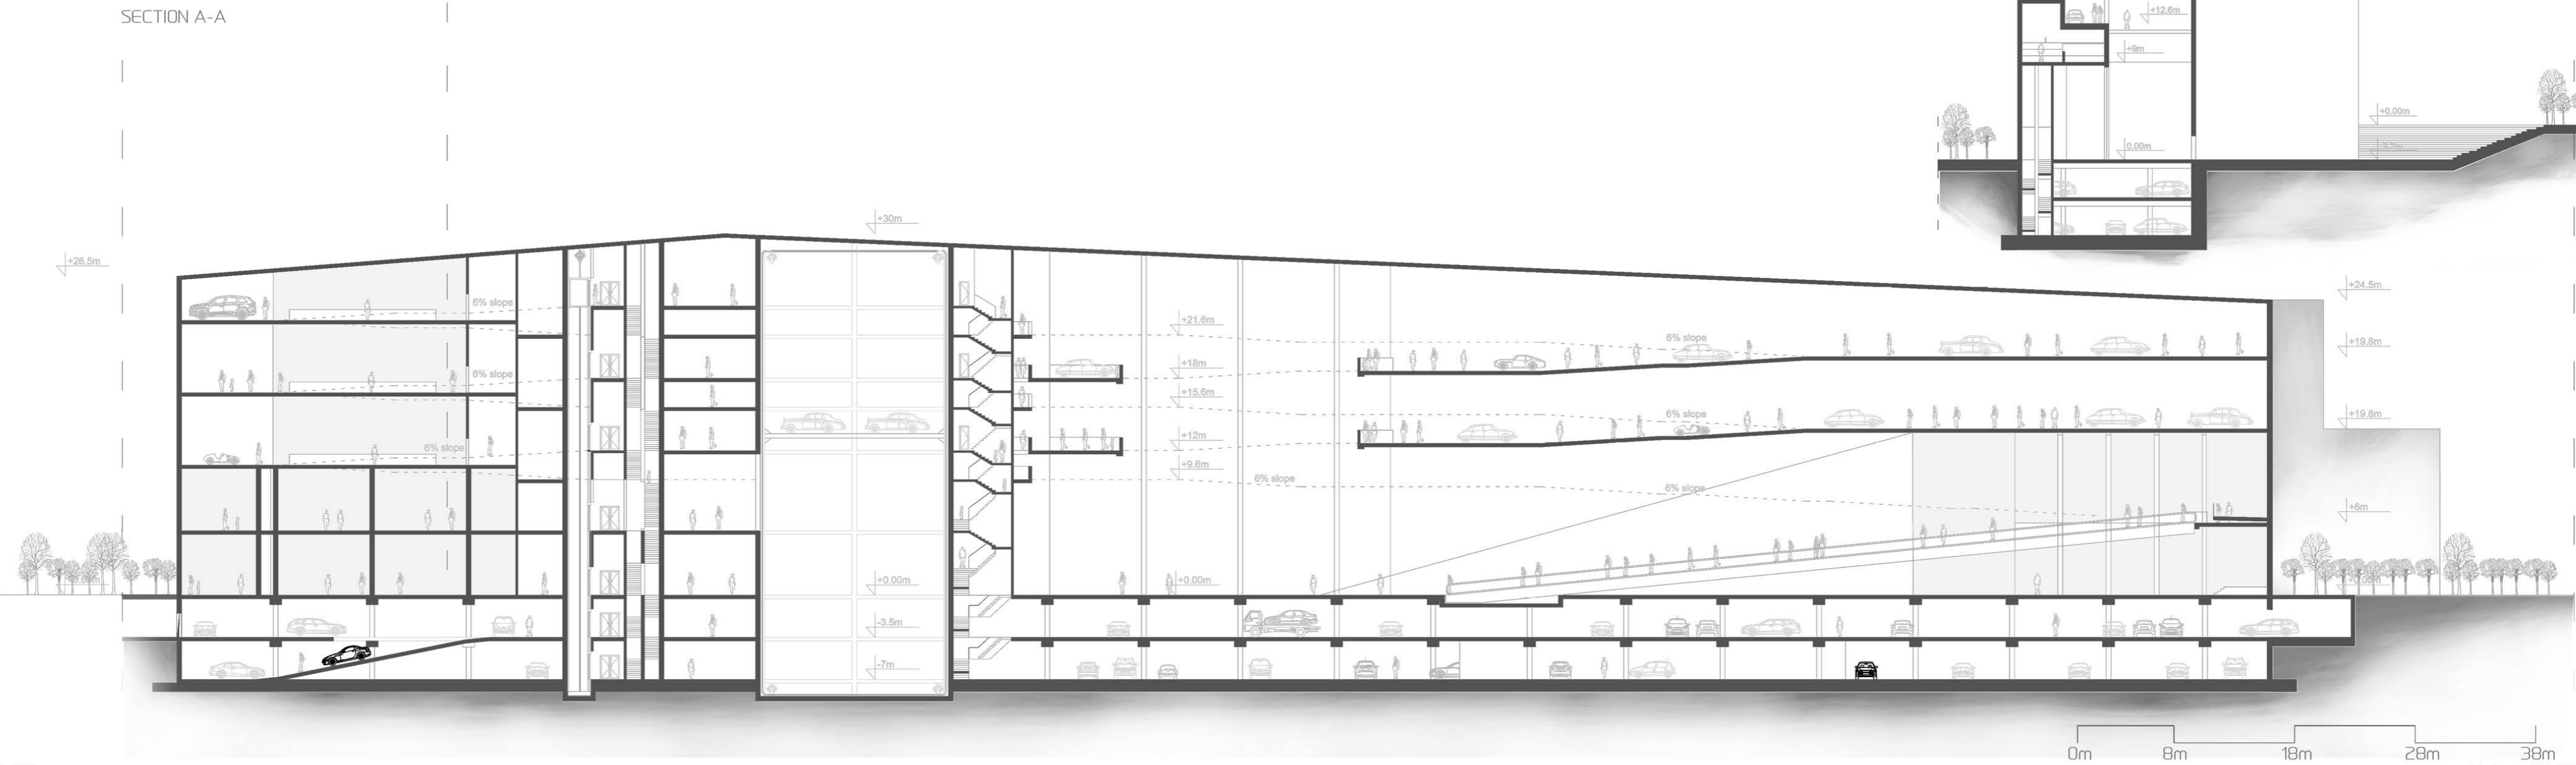 SECTION A-A
+12.6m
+9m
+0.00m
0.00m
+30m
+28,5m
+24.5m
6% slope
+21.6m
6% slope
+19.8m
+18m
6% slope
+15.6m
6% slope
+19.8m
+12m
6% slope
+9.6m
6% slope
6% slope
+6m
+0.00m
+0.00m
-3.5m
-7m
0m
8m
18m
28m
38m